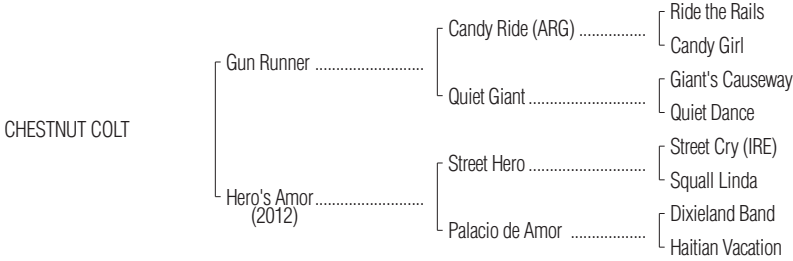 Ride the Rails
Candy Ride (ARG) ................
Candy Girl
Gun Runner ..........................
Giant's Causeway
Quiet Giant ............................
Quiet Dance
CHESTNUT COLT
Street Cry (IRE)
Street Hero ............................
Squall Linda
Hero's Amor ..........................
(2012)
Dixieland Band
Palacio de Amor ..................
Haitian Vacation